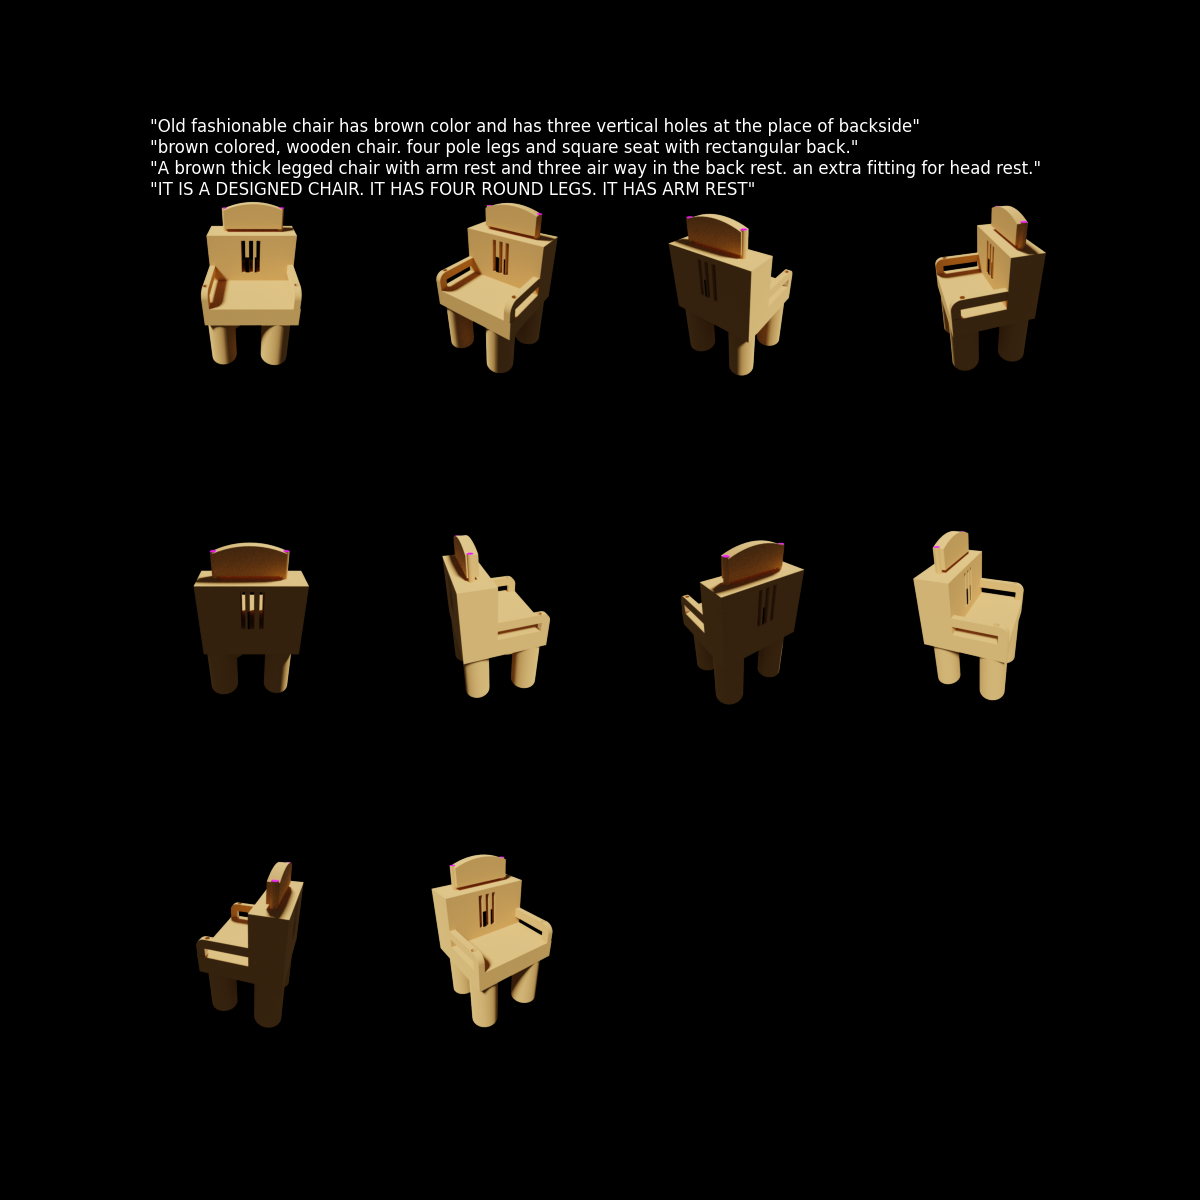 "Old fashionable chair has brown color and has three vertical holes at the place of backside"
"brown colored, wooden chair. four pole legs and square seat with rectangular back."
"A brown thick legged chair with arm rest and three air way in the back rest. an extra fitting for head rest."
"IT IS A DESIGNED CHAIR. IT HAS FOUR ROUND LEGS. IT HAS ARM REST"